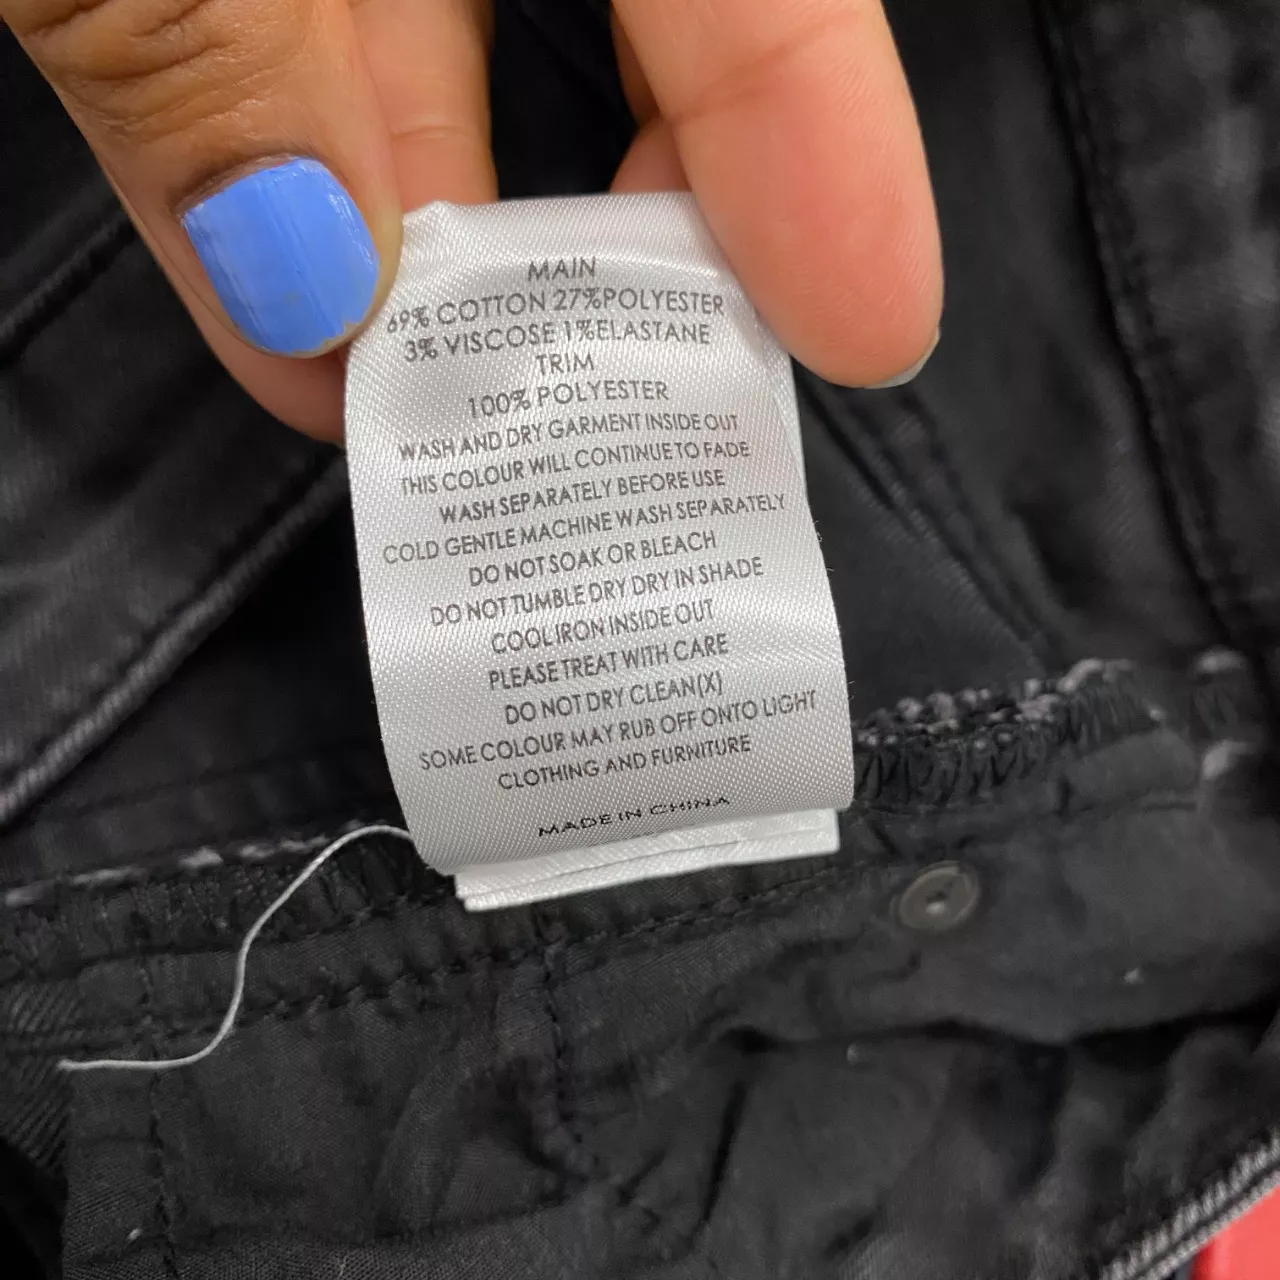 MAIN
69% COTTON 27%POLYESTER
3% VISCOSE 1%ELASTANE
TRIM
100% POLYESTER
WASH AND DRY GARMENT INSIDE OUT
THIS COLOUR WILL CONTINUE TO FADE
WASH SEPARATELY BEFORE USE
COLD GENTLE MACHINE WASH SEPARATELY
DO NOT SOAK OR BLEACH
DO NOT TUMBLE DRY DRY IN SHADE
COOL IRON INSIDE OUT
PLEASE TREAT WITH CARE
DO NOT DRY CLEAN(X)
SOME COLOUR MAY RUB OFF ONTO LIGHT
CLOTHING AND FURNITURE
MADE IN CHINA